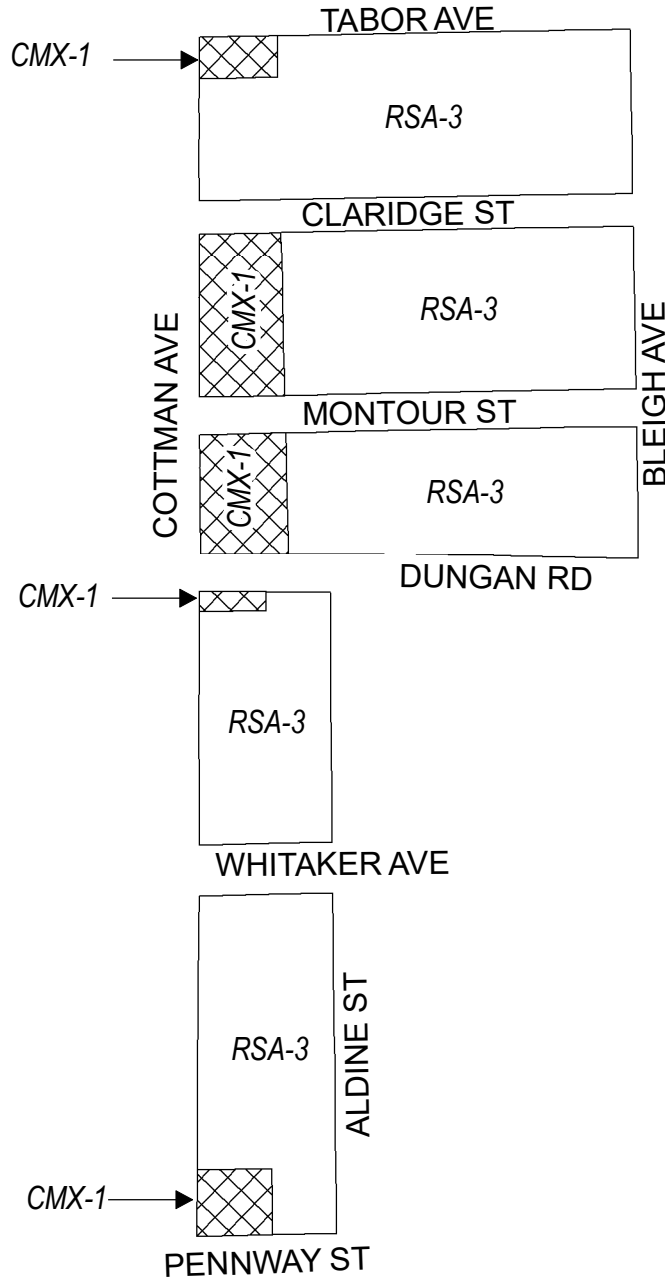 TABOR AVE
CMX-1
RSA-3
CLARIDGE ST
COTTMAN AVE
CMX-1
RSA-3
BLEIGH AVE
MONTOUR ST
CMX-1
RSA-3
DUNGAN RD
CMX-1
RSA-3
WHITAKER AVE
RSA-3
ALDINE ST
CMX-1
PENNWAY ST